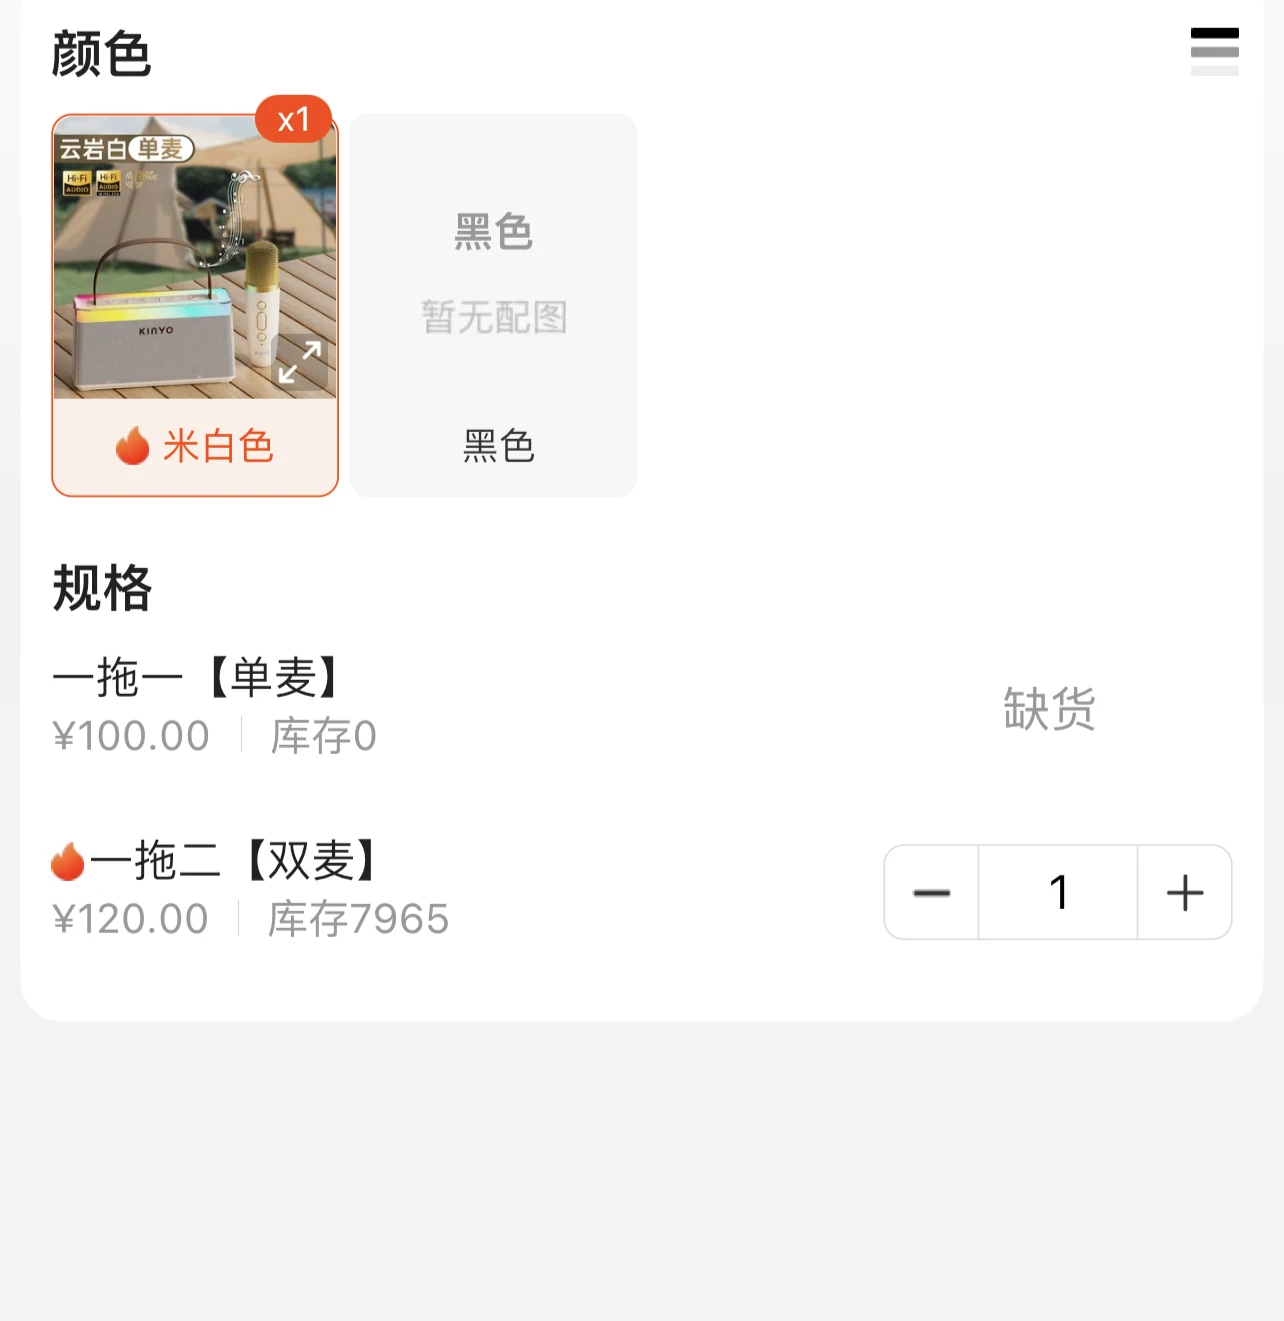 颜色
x1
云岩白 单麦
Hi-Fi AUDIO Hi-Fi AUDIO
KINYO
米白色
黑色
暂无配图
黑色
规格
一拖一【单麦】
¥100.00 库存0
缺货
一拖二【双麦】
¥120.00 库存7965
1